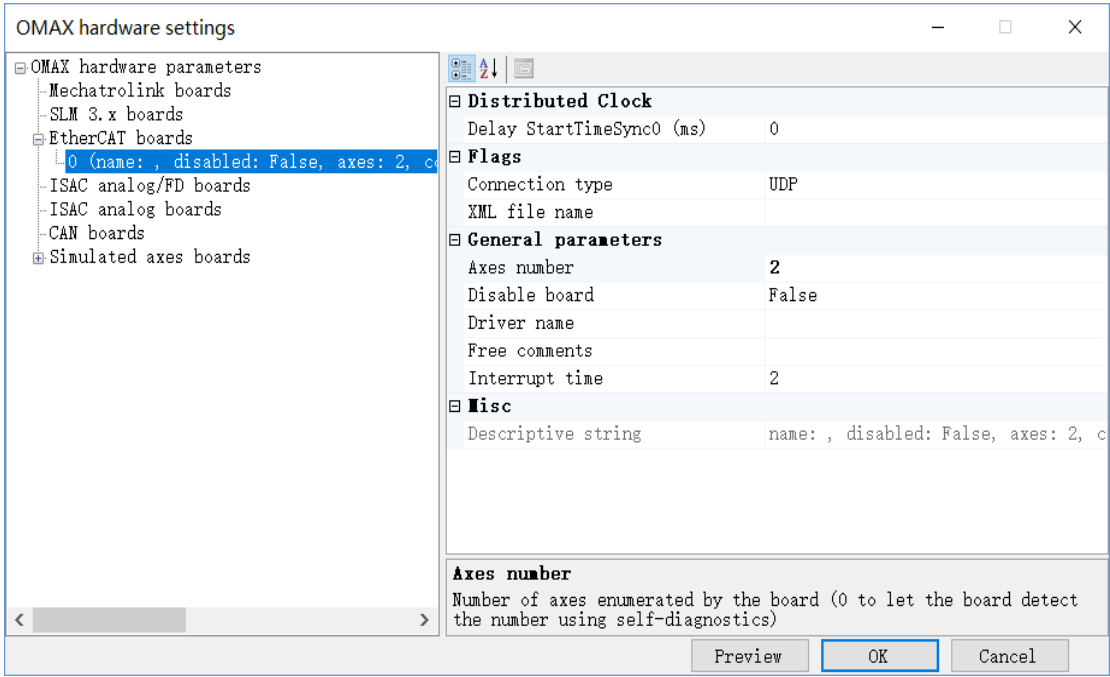 OMAX hardware settings
OMAX hardware parameters
Mechatrolink boards
SLM 3.x boards
EtherCAT boards
0 (name: , disabled: False, axes: 2, co
ISAC analog/FD boards
ISAC analog boards
CAN boards
Simulated axes boards
Distributed Clock
Delay StartTimeSync0 (ms) 0
Flags
Connection type UDP
XML file name
General parameters
Axes number 2
Disable board False
Driver name
Free comments
Interrupt time 2
Misc
Descriptive string name: , disabled: False, axes: 2, c
Axes number
Number of axes enumerated by the board (0 to let the board detect
the number using self-diagnostics)
Preview OK Cancel